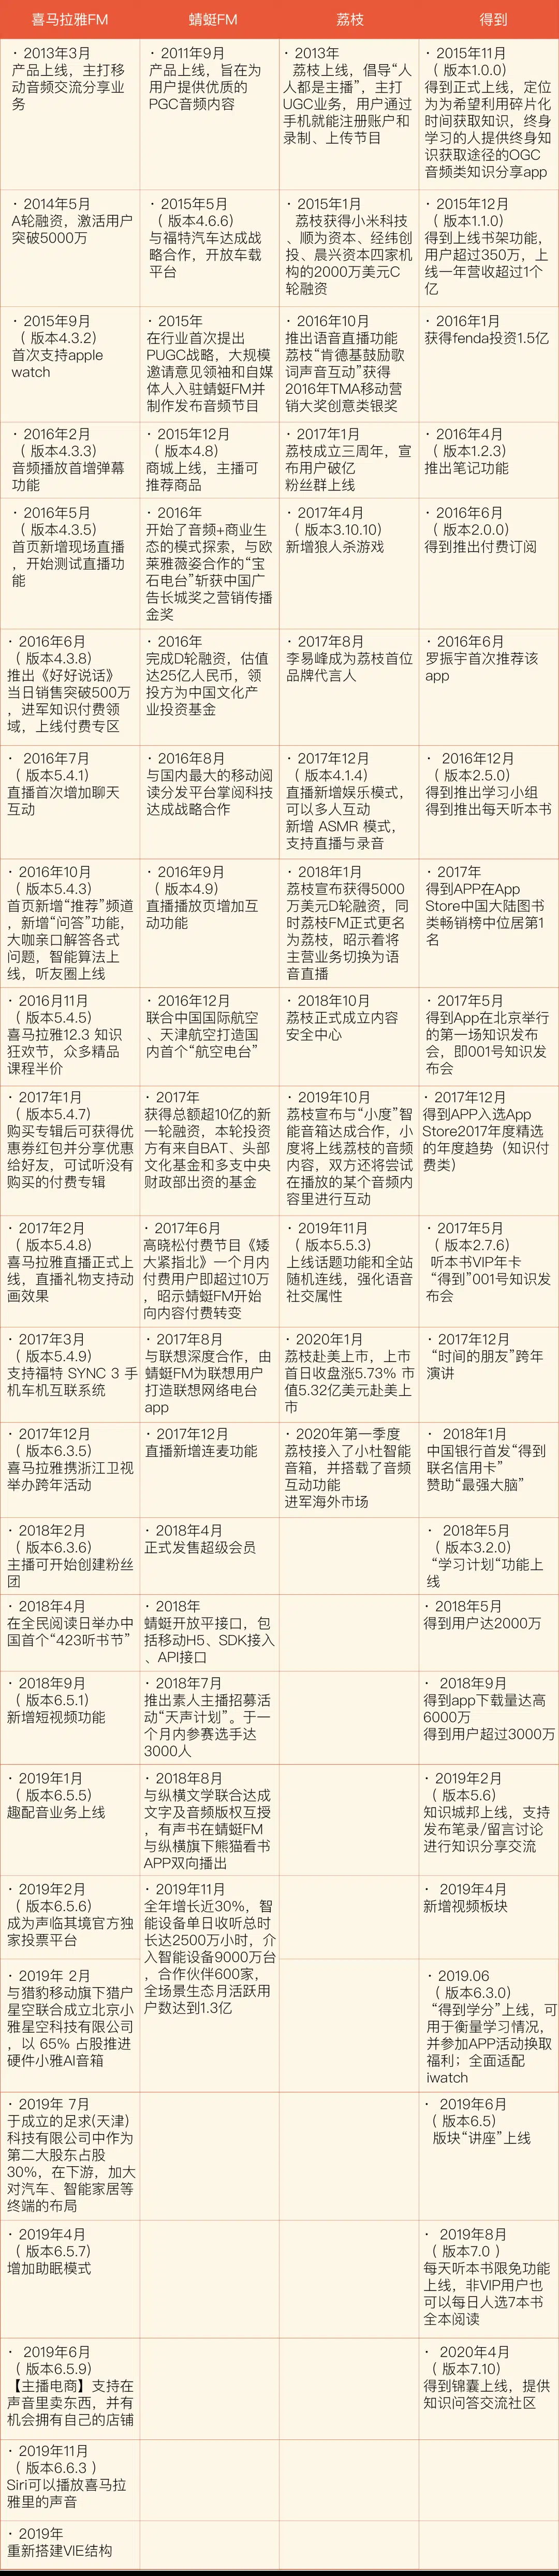 喜马拉雅FM
蜻蜓FM
荔枝
得到
· 2013年3月
产品上线，主打移
动音频交流分享业
务
· 2011年9月
产品上线，旨在为
用户提供优质的
PGC音频内容
· 2013年
荔枝上线，倡导“人
人都是主播”，主打
UGC业务，用户通过
手机就能注册账户和
录制、上传节目
· 2015年11月
（ 版本1.0.0）
得到正式上线，定位
为为希望利用碎片化
时间获取知识，终身
学习的人提供终身知
识获取途径的OGC
音频类知识分享app
· 2014年5月
A轮融资，激活用户
突破5000万
· 2015年5月
（ 版本4.6.6）
与福特汽车达成战
略合作，开放车载
平台
· 2015年1月
荔枝获得小米科技
、顺为资本、经纬创
投、晨兴资本四家机
构的2000万美元C
轮融资
· 2015年12月
（ 版本1.1.0）
得到上线书架功能，
用户超过350万，上
线一年营收超过1个
亿
· 2015年9月
（ 版本4.3.2）
首次支持apple
watch
· 2015年
在行业首次提出
PUGC战略，大规模
邀请意见领袖和自媒
体人入驻蜻蜓FM并
制作发布音频节目
· 2016年10月
推出语音直播功能
荔枝“肯德基鼓励歌
词声音互动”获得
2016年TMA移动营
销大奖创意类银奖
· 2016年1月
获得fenda投资1.5亿
· 2016年2月
（ 版本4.3.3）
音频播放首增弹幕
功能
· 2015年12月
（ 版本4.8）
商城上线，主播可
推荐商品
· 2017年1月
荔枝成立三周年，宣
布用户破亿
粉丝群上线
· 2016年4月
（ 版本1.2.3）
推出笔记功能
· 2016年5月
（ 版本4.3.5）
首页新增现场直播
，开始测试直播功
能
· 2016年
开始了音频+商业生
态的模式探索，与欧
莱雅薇姿合作的“宝
石电台”斩获中国广
告长城奖之营销传播
金奖
· 2017年4月
（ 版本3.10.10）
新增狼人杀游戏
· 2016年6月
（ 版本2.0.0）
得到推出付费订阅
· 2016年6月
（ 版本4.3.8）
推出《好好说话》
当日销售突破500万
，进军知识付费领
域，上线付费专区
· 2016年
完成D轮融资，估值
达25亿人民币，领
投方为中国文化产
业投资基金
· 2017年8月
李易峰成为荔枝首位
品牌代言人
· 2016年6月
罗振宇首次推荐该
app
· 2016年7月
（ 版本5.4.1）
直播首次增加聊天
互动
· 2016年8月
与国内最大的移动阅
读分发平台掌阅科技
达成战略合作
· 2017年12月
（ 版本4.1.4）
直播新增娱乐模式，
可以多人互动
新增 ASMR 模式，
支持直播与录音
· 2016年12月
（ 版本2.5.0）
得到推出学习小组
得到推出每天听本书
· 2016年10月
（ 版本5.4.3）
首页新增“推荐”频道
，新增“问答”功能，
大咖亲口解答各式
问题，智能算法上
线，听友圈上线
· 2016年9月
（ 版本4.9）
直播播放页增加互
动功能
· 2018年1月
荔枝宣布获得5000
万美元D轮融资，同
时荔枝FM正式更名
为荔枝，昭示着将
主营业务切换为语
音直播
· 2017年
得到APP在App
Store中国大陆图书
类畅销榜中位居第1
名
· 2016年11月
（ 版本5.4.5）
喜马拉雅12.3 知识
狂欢节，众多精品
课程半价
· 2016年12月
联合中国国际航空
、天津航空打造国
内首个“航空电台”
· 2018年10月
荔枝正式成立内容
安全中心
· 2017年5月
得到App在北京举行
的第一场知识发布
会，即001号知识发
布会
· 2017年1月
（ 版本5.4.7）
购买专辑后可获得优
惠券红包并分享优惠
给好友，可试听没有
购买的付费专辑
· 2017年
获得总额超10亿的新
一轮融资，本轮投资
方有来自BAT、头部
文化基金和多支中央
财政部出资的基金
· 2019年10月
荔枝宣布与“小度”智
能音箱达成合作，小
度将上线荔枝的音频
内容，双方还将尝试
在播放的某个音频内
容里进行互动
· 2017年12月
得到APP入选App
Store2017年度精选
的年度趋势（知识付
费类）
· 2017年2月
（ 版本5.4.8）
喜马拉雅直播正式上
线，直播礼物支持动
画效果
· 2017年6月
高晓松付费节目《矮
大紧指北》一个月内
付费用户即超过10万
，昭示蜻蜓FM开始
向内容付费转变
· 2019年11月
（ 版本5.5.3）
上线话题功能和全站
随机连线，强化语音
社交属性
· 2017年5月
（ 版本2.7.6）
听本书VIP年卡
“得到”001号知识发
布会
· 2017年3月
（ 版本5.4.9）
支持福特 SYNC 3 手
机车机互联系统
· 2017年8月
与联想深度合作，由
蜻蜓FM为联想用户
打造联想网络电台
app
· 2020年1月
荔枝赴美上市，上市
首日收盘涨5.73% 市
值5.32亿美元赴美上
市
· 2017年12月
“时间的朋友”跨年
演讲
· 2017年12月
（ 版本6.3.5）
喜马拉雅携浙江卫视
举办跨年活动
· 2017年12月
直播新增连麦功能
· 2020年第一季度
荔枝接入了小杜智能
音箱，并搭载了音频
互动功能
进军海外市场
· 2018年1月
中国银行首发“得到
联名信用卡”
赞助“最强大脑”
· 2018年2月
（ 版本6.3.6）
主播可开始创建粉丝
团
· 2018年4月
正式发售超级会员
· 2018年5月
（ 版本3.2.0）
“学习计划“功能上
线
· 2018年4月
在全民阅读日举办中
国首个“423听书节”
· 2018年
蜻蜓开放平接口，包
括移动H5、SDK接入
、API接口
· 2018年5月
得到用户达2000万
· 2018年9月
（ 版本6.5.1）
新增短视频功能
· 2018年7月
推出素人主播招募活
动“天声计划”。于一
个月内参赛选手达
3000人
· 2018年9月
得到app下载量达高
6000万
得到用户超过3000万
· 2019年1月
（ 版本6.5.5）
趣配音业务上线
· 2018年8月
与纵横文学联合达成
文字及音频版权互授
，有声书在蜻蜓FM
与纵横旗下熊猫看书
APP双向播出
· 2019年2月
（ 版本5.6）
知识城邦上线，支持
发布笔录/留言讨论
进行知识分享交流
· 2019年2月
（ 版本6.5.6）
成为声临其境官方独
家投票平台
· 2019年11月
全年增长近30%，智
能设备单日收听总时
长达2500万小时，介
入智能设备9000万台
，合作伙伴600家，
全场景生态月活跃用
户数达到1.3亿
· 2019年4月
新增视频板块
· 2019年 2月
与猎豹移动旗下猎户
星空联合成立北京小
雅星空科技有限公司
，以 65% 占股推进
硬件小雅AI音箱
· 2019.06
（ 版本6.3.0）
“得到学分”上线，可
用于衡量学习情况，
并参加APP活动换取
福利；全面适配
iwatch
· 2019年 7月
于成立的足求(天津)
科技有限公司中作为
第二大股东占股
30%，在下游，加大
对汽车、智能家居等
终端的布局
· 2019年6月
（ 版本6.5）
版块“讲座”上线
· 2019年4月
（ 版本6.5.7）
增加助眠模式
· 2019年8月
（ 版本7.0 ）
每天听本书限免功能
上线，非VIP用户也
可以每日人选7本书
全本阅读
· 2019年6月
（ 版本6.5.9）
【主播电商】支持在
声音里卖东西，并有
机会拥有自己的店铺
· 2020年4月
（ 版本7.10）
得到锦囊上线，提供
知识问答交流社区
· 2019年11月
（ 版本6.6.3 ）
Siri可以播放喜马拉
雅里的声音
· 2019年
重新搭建VIE结构